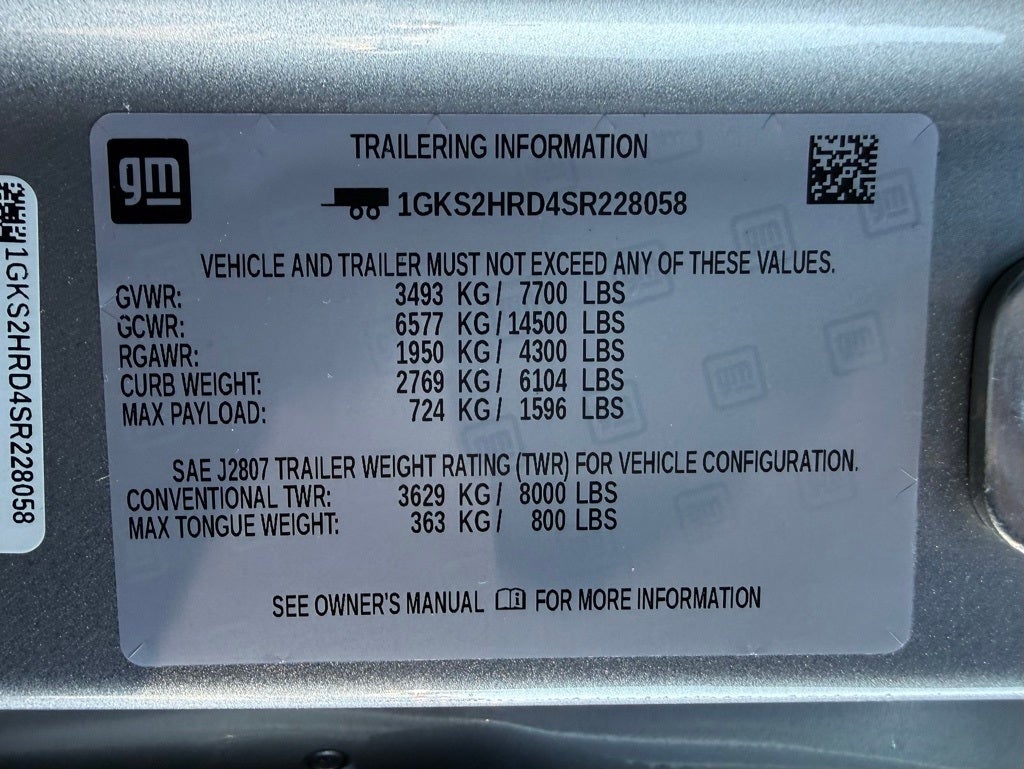 gm
TRAILERING INFORMATION
1GKS2HRD4SR228058
VEHICLE AND TRAILER MUST NOT EXCEED ANY OF THESE VALUES.
GVWR: 3493 KG / 7700 LBS
GCWR: 6577 KG / 14500 LBS
RGAWR: 1950 KG / 4300 LBS
CURB WEIGHT: 2769 KG / 6104 LBS
MAX PAYLOAD: 724 KG / 1596 LBS
SAE J2807 TRAILER WEIGHT RATING (TWR) FOR VEHICLE CONFIGURATION.
CONVENTIONAL TWR: 3629 KG / 8000 LBS
MAX TONGUE WEIGHT: 363 KG / 800 LBS
SEE OWNER'S MANUAL FOR MORE INFORMATION
1GKS2HRD4SR228058